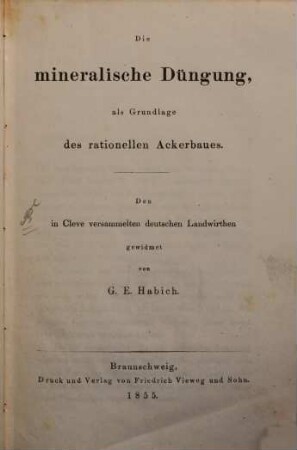 Die
mineralische Düngung,
als Grundlage
des rationellen Ackerbaues.
Den
in Cleve versammelten deutschen Landwirthen
gewidmet
von
G. E. Habich.
Braunschweig,
Druck und Verlag von Friedrich Vieweg und Sohn.
1855.